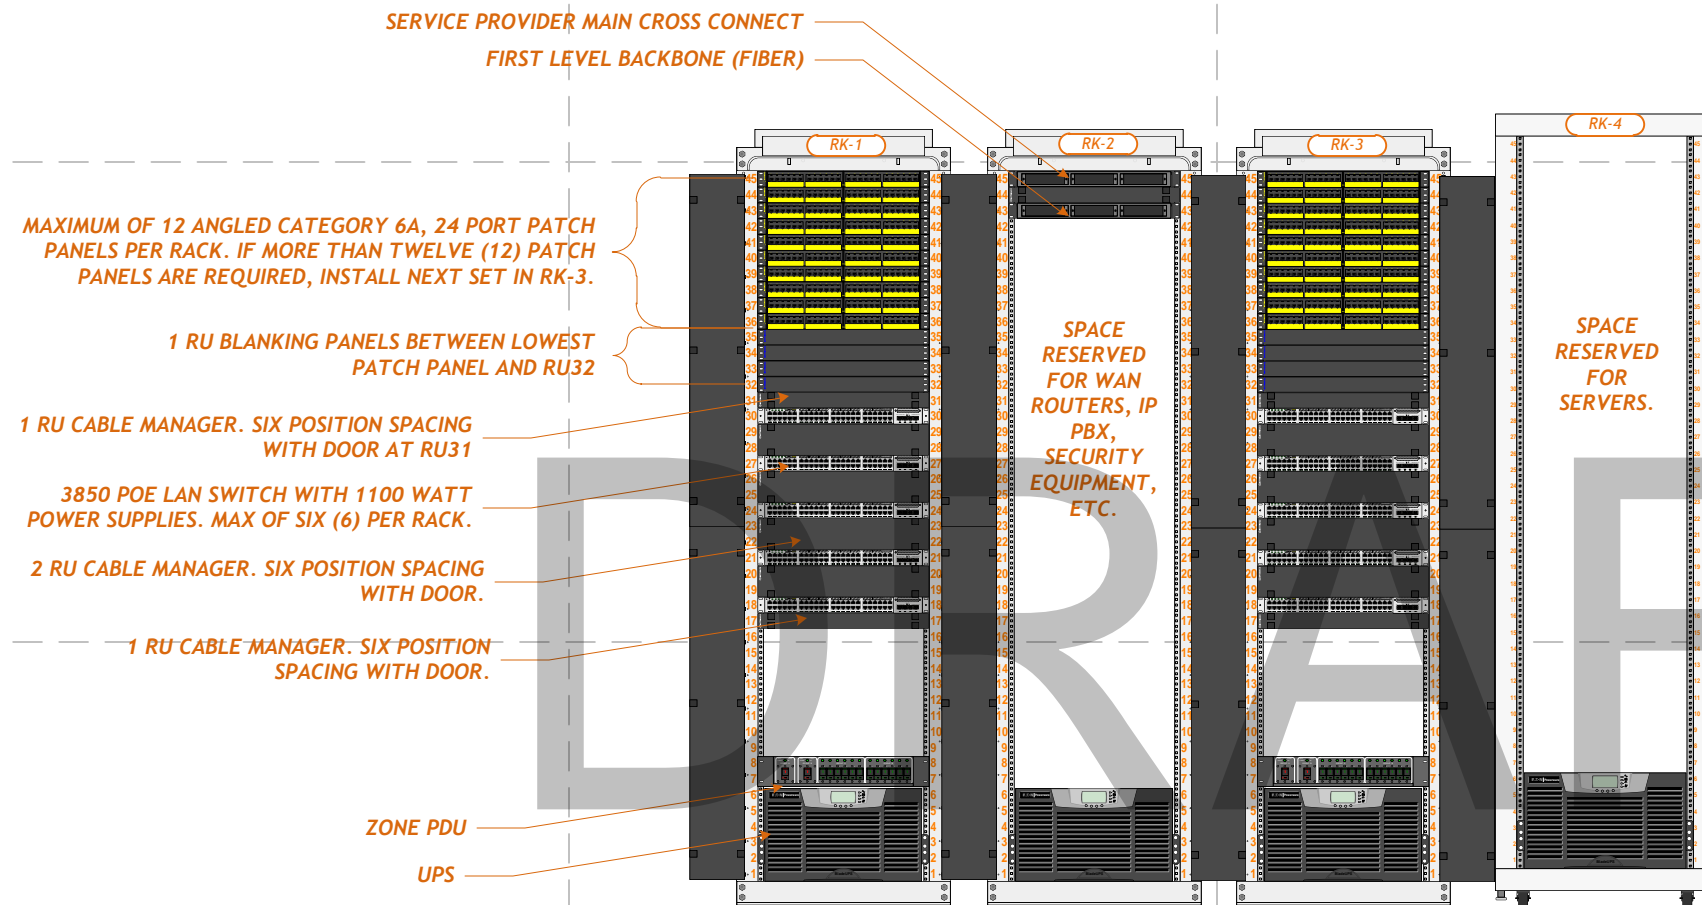 SERVICE PROVIDER MAIN CROSS CONNECT
FIRST LEVEL BACKBONE (FIBER)
RK-1
RK-2
RK-3
RK-4
MAXIMUM OF 12 ANGLED CATEGORY 6A, 24 PORT PATCH
PANELS PER RACK. IF MORE THAN TWELVE (12) PATCH
PANELS ARE REQUIRED, INSTALL NEXT SET IN RK-3.
1 RU BLANKING PANELS BETWEEN LOWEST
PATCH PANEL AND RU32
1 RU CABLE MANAGER. SIX POSITION SPACING
WITH DOOR AT RU31
3850 POE LAN SWITCH WITH 1100 WATT
POWER SUPPLIES. MAX OF SIX (6) PER RACK.
2 RU CABLE MANAGER. SIX POSITION SPACING
WITH DOOR.
1 RU CABLE MANAGER. SIX POSITION
SPACING WITH DOOR.
ZONE PDU
UPS
SPACE
RESERVED
FOR WAN
ROUTERS, IP
PBX,
SECURITY
EQUIPMENT,
ETC.
SPACE
RESERVED
FOR
SERVERS.
DRAF